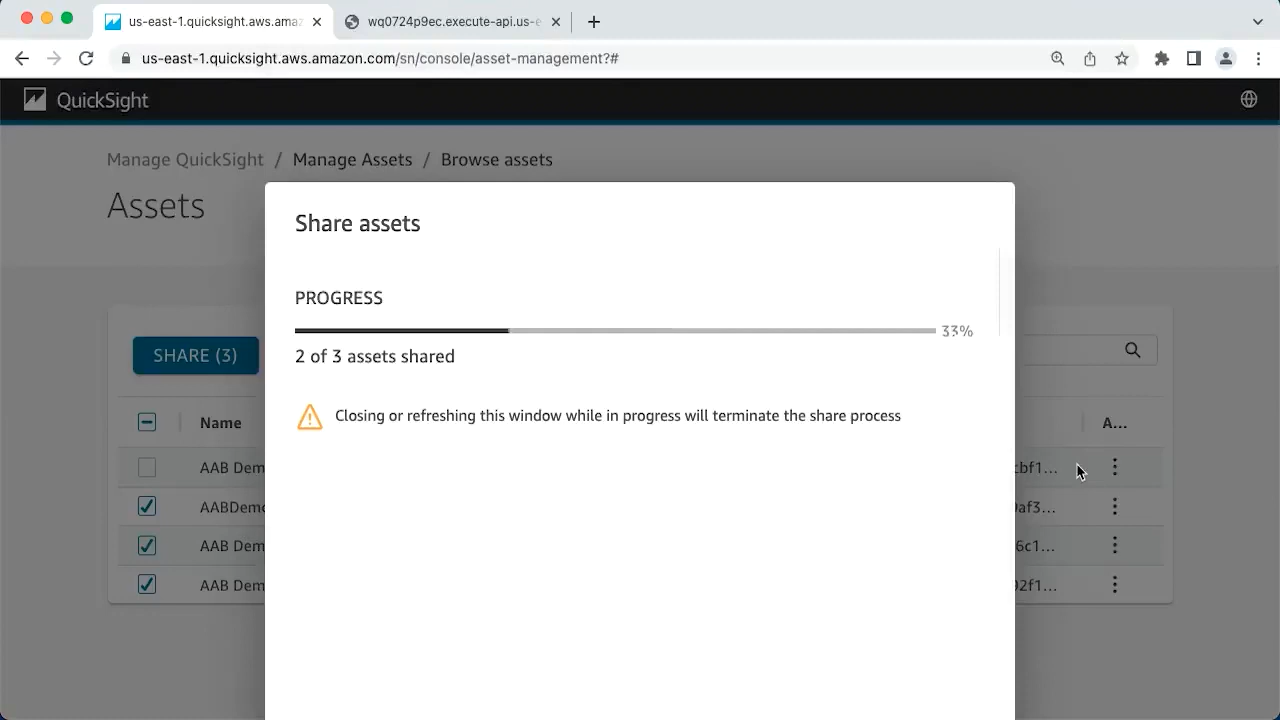 us-east-1.quicksight.aws.amaz
wq0724p9ec.execute-api.us-e
us-east-1.quicksight.aws.amazon.com/sn/console/asset-management?#
QuickSight
Manage QuickSight / Manage Assets / Browse assets
Assets
Share assets
PROGRESS
33%
2 of 3 assets shared
Closing or refreshing this window while in progress will terminate the share process
SHARE (3)
Name A...
AAB Dem cbf1...
AABDemo 9af3...
AAB Dem 6c1...
AAB Dem 92f1...